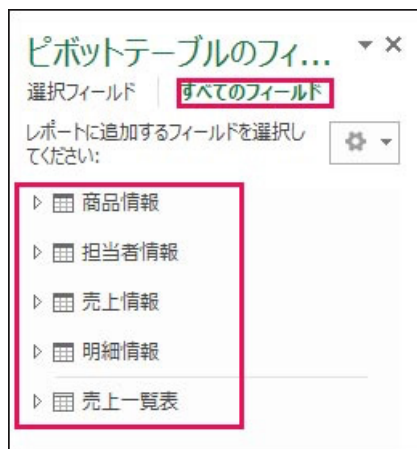 ピボットテーブルのフィ...
選択フィールド すべてのフィールド
レポートに追加するフィールドを選択し
てください:
商品情報
担当者情報
売上情報
明細情報
売上一覧表